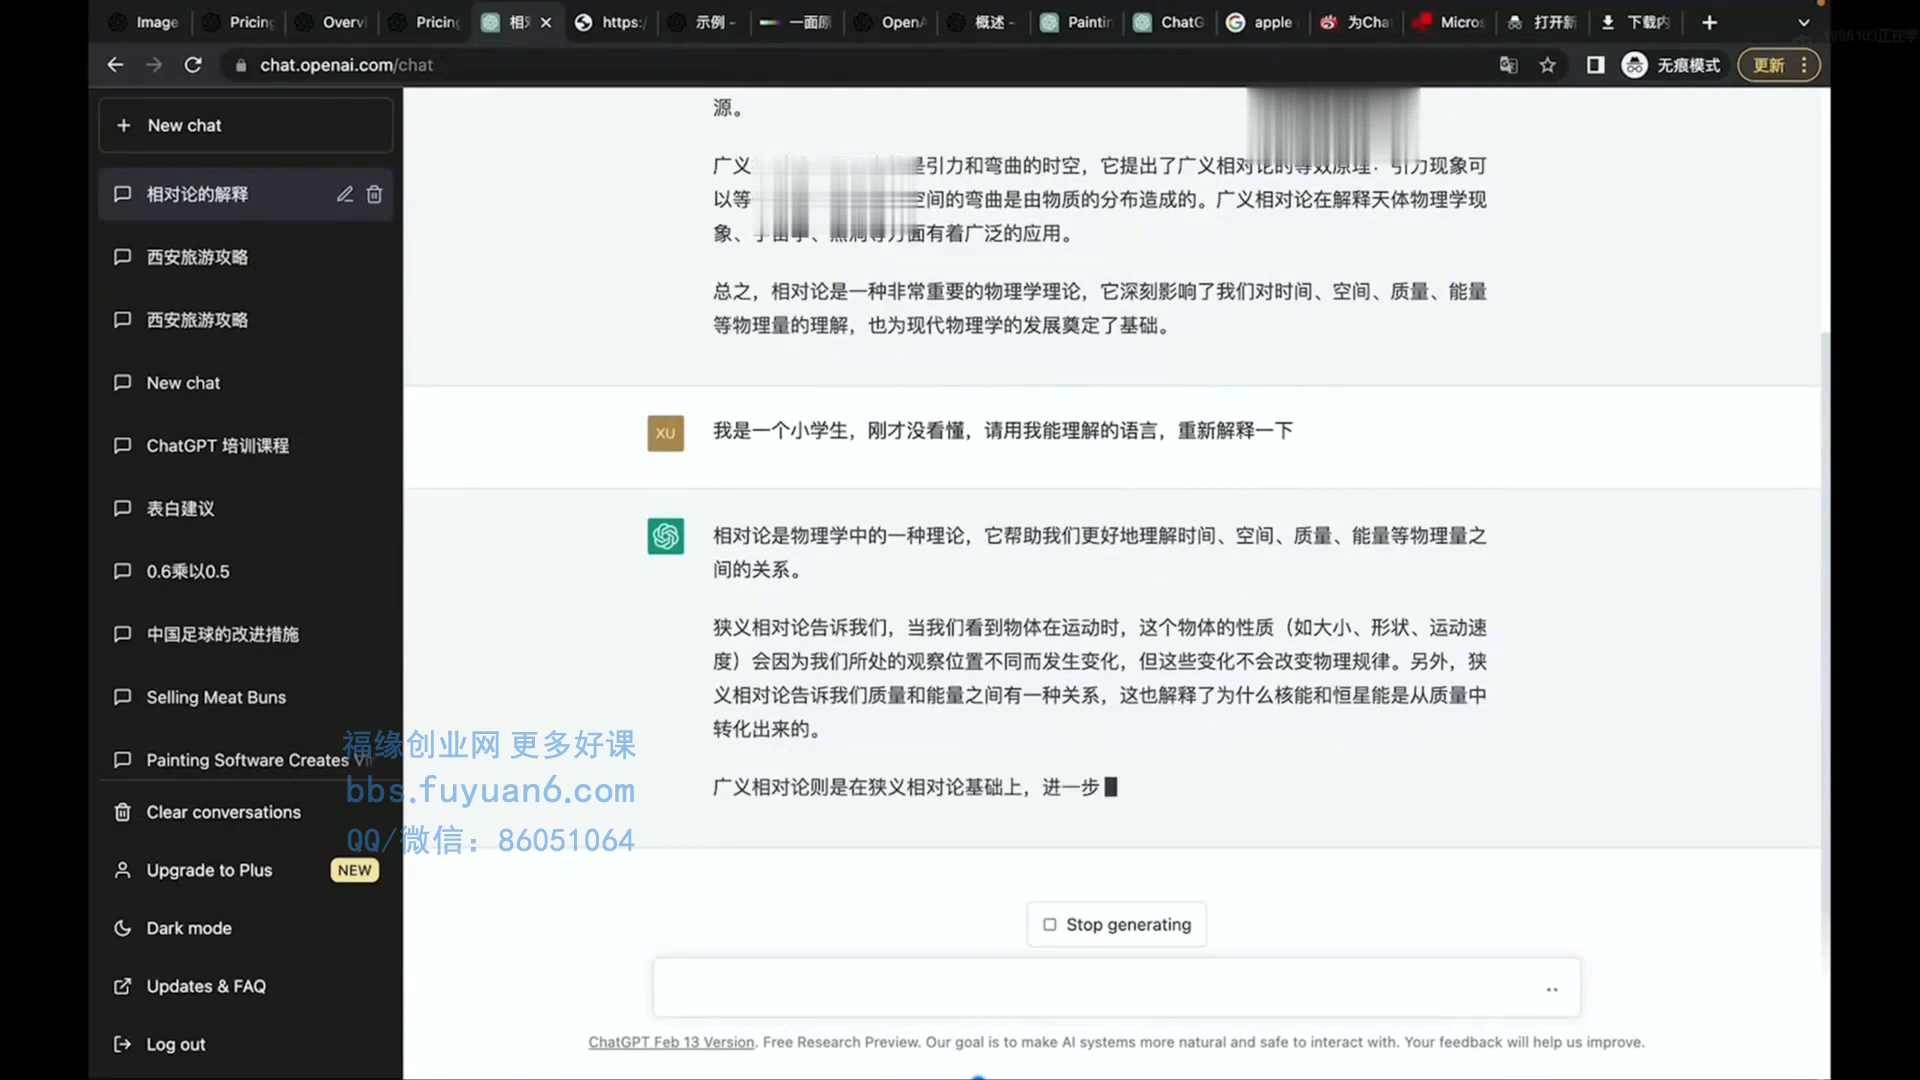 Image
Pricing
Overvi
Pricing
相对
https:/
示例 -
一面原
OpenA
概述 -
Paintin
ChatG
apple
为Cha
Micros
打开新
下载内
chat.openai.com/chat
无痕模式
更新
New chat
相对论的解释
西安旅游攻略
西安旅游攻略
New chat
ChatGPT 培训课程
表白建议
0.6乘以0.5
中国足球的改进措施
Selling Meat Buns
Painting Software Creates Vi
Clear conversations
Upgrade to Plus
NEW
Dark mode
Updates & FAQ
Log out
源。
广义 是引力和弯曲的时空，它提出了广义相对论的等效原理：引力现象可
以等 空间的弯曲是由物质的分布造成的。广义相对论在解释天体物理学现
象、宇宙学、黑洞等方面有着广泛的应用。
总之，相对论是一种非常重要的物理学理论，它深刻影响了我们对时间、空间、质量、能量
等物理量的理解，也为现代物理学的发展奠定了基础。
XU
我是一个小学生，刚才没看懂，请用我能理解的语言，重新解释一下
相对论是物理学中的一种理论，它帮助我们更好地理解时间、空间、质量、能量等物理量之
间的关系。
狭义相对论告诉我们，当我们看到物体在运动时，这个物体的性质（如大小、形状、运动速
度）会因为我们所处的观察位置不同而发生变化，但这些变化不会改变物理规律。另外，狭
义相对论告诉我们质量和能量之间有一种关系，这也解释了为什么核能和恒星能是从质量中
转化出来的。
广义相对论则是在狭义相对论基础上，进一步
福缘创业网 更多好课
bbs.fuyuan6.com
QQ/微信：86051064
Stop generating
ChatGPT Feb 13 Version. Free Research Preview. Our goal is to make AI systems more natural and safe to interact with. Your feedback will help us improve.